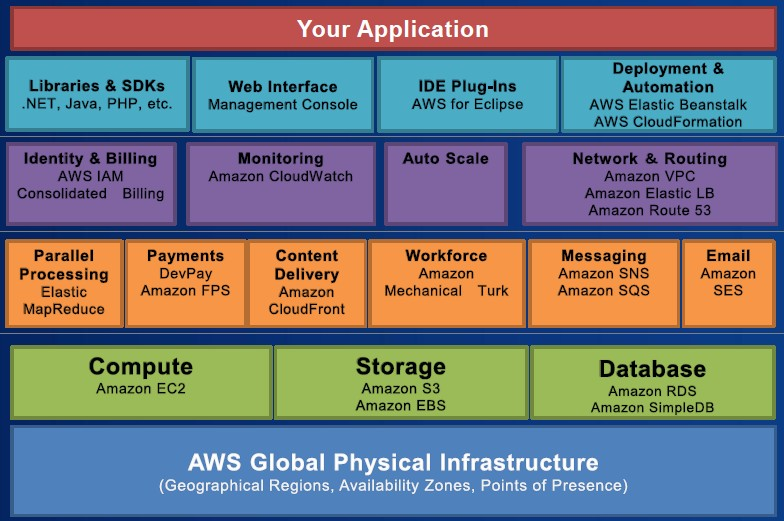 Your Application
Libraries & SDKs
.NET, Java, PHP, etc.
Web Interface
Management Console
IDE Plug-Ins
AWS for Eclipse
Deployment &
Automation
AWS Elastic Beanstalk
AWS CloudFormation
Identity & Billing
AWS IAM
Consolidated Billing
Monitoring
Amazon CloudWatch
Auto Scale
Network & Routing
Amazon VPC
Amazon Elastic LB
Amazon Route 53
Parallel
Processing
Elastic
MapReduce
Payments
DevPay
Amazon FPS
Content
Delivery
Amazon
CloudFront
Workforce
Amazon
Mechanical Turk
Messaging
Amazon SNS
Amazon SQS
Email
Amazon
SES
Compute
Amazon EC2
Storage
Amazon S3
Amazon EBS
Database
Amazon RDS
Amazon SimpleDB
AWS Global Physical Infrastructure
(Geographical Regions, Availability Zones, Points of Presence)